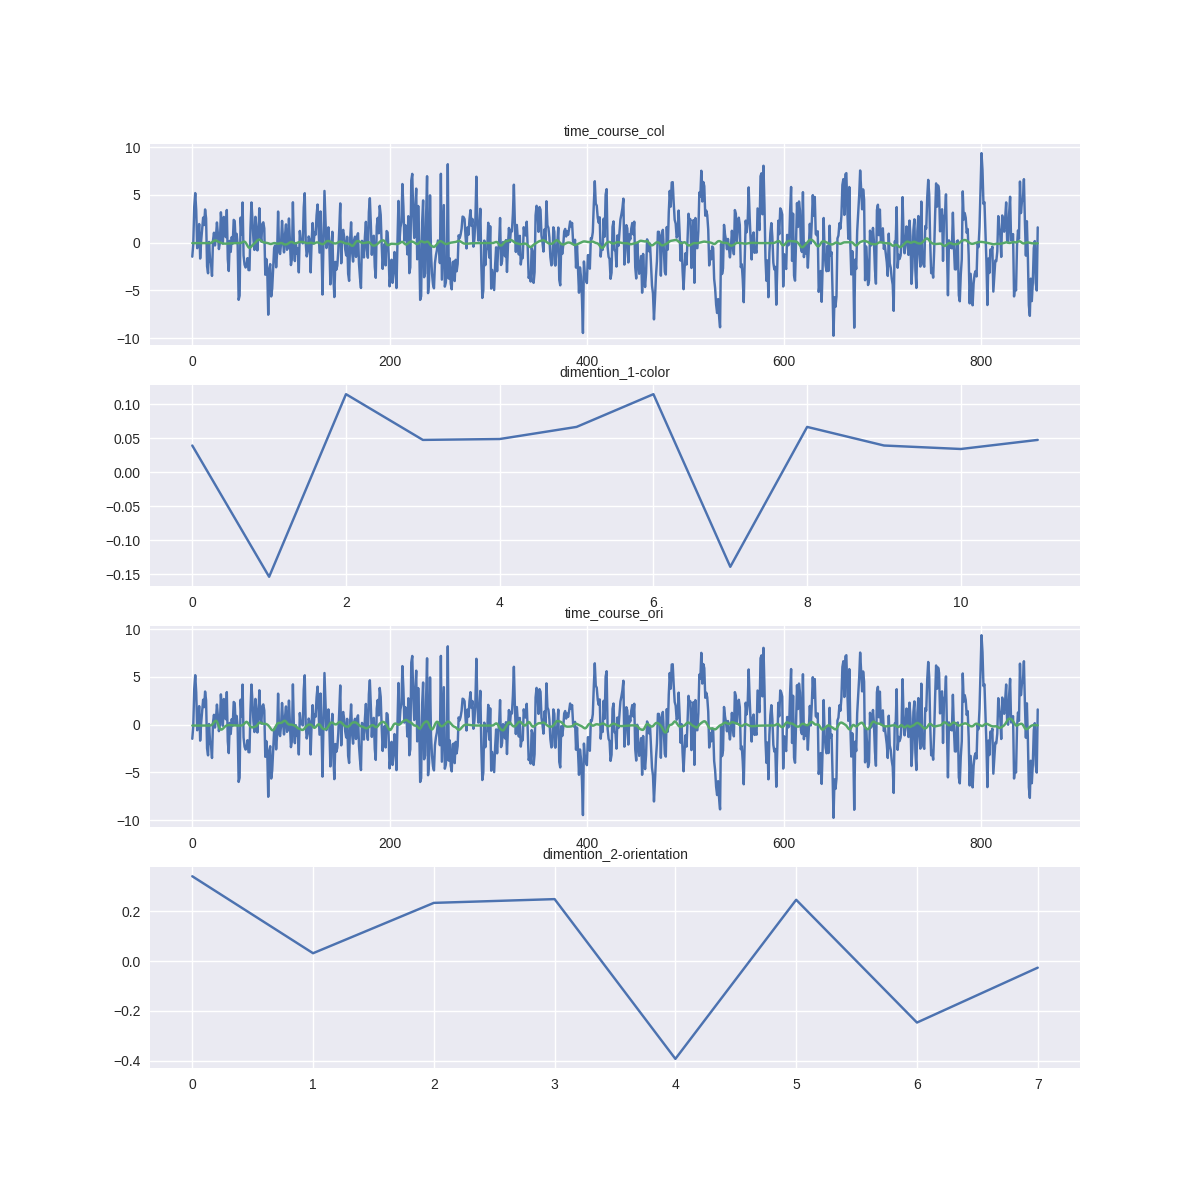 time_course_col
10
5
0
−5
−10
0 200 400 600 800
dimention_1-color
0.10
0.05
0.00
−0.05
−0.10
−0.15
0 2 4 6 8 10
time_course_ori
10
5
0
−5
−10
0 200 400 600 800
dimention_2-orientation
0.2
0.0
−0.2
−0.4
0 1 2 3 4 5 6 7